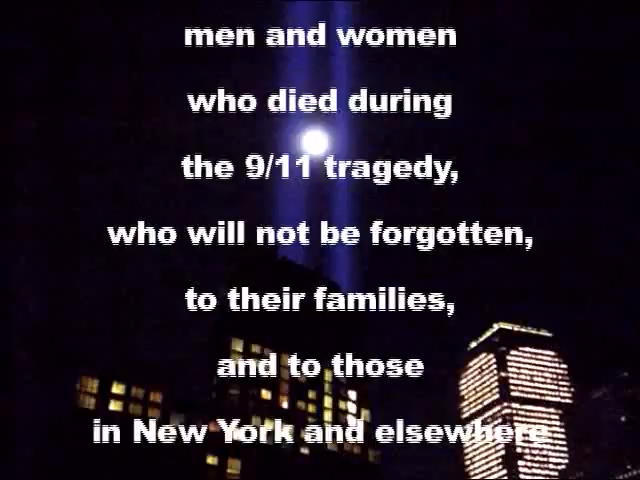 men and women
who died during
the 9/11 tragedy,
who will not be forgotten,
to their families,
and to those
in New York and elsewhere